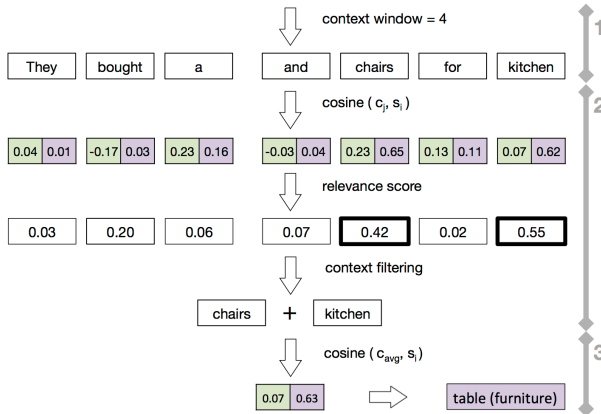 context window = 4
1
They bought a and chairs for kitchen
cosine ( cj, si)
2
0.04 0.01 -0.17 0.03 0.23 0.16 -0.03 0.04 0.23 0.65 0.13 0.11 0.07 0.62
relevance score
0.03 0.20 0.06 0.07 0.42 0.02 0.55
context filtering
chairs + kitchen
3
cosine ( cavg, si)
0.07 0.63 table (furniture)